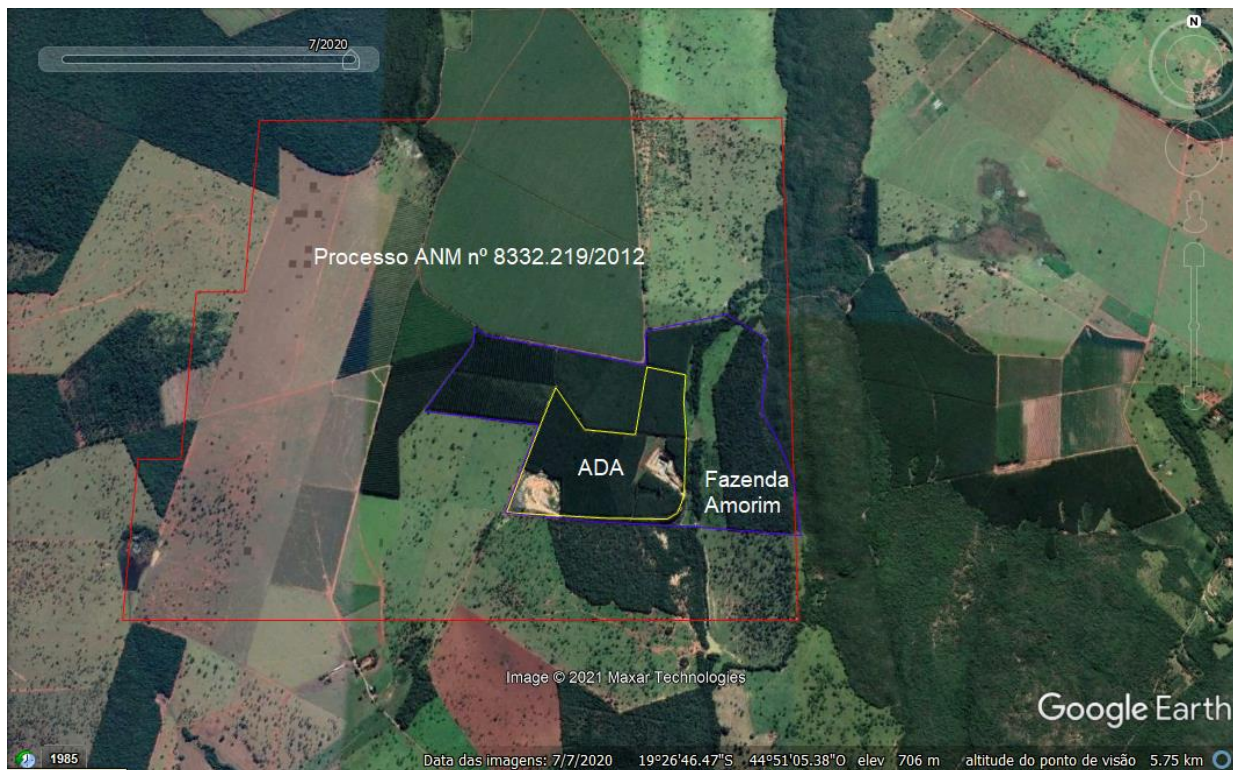 7/2020
N
Processo ANM nº 8332.219/2012
ADA
Fazenda
Amorim
Image © 2021 Maxar Technologies
Google Earth
1985
Data das imagens: 7/7/2020 19°26'46.47"S 44°51'05.38"O elev 706 m altitude do ponto de visão 5.75 km